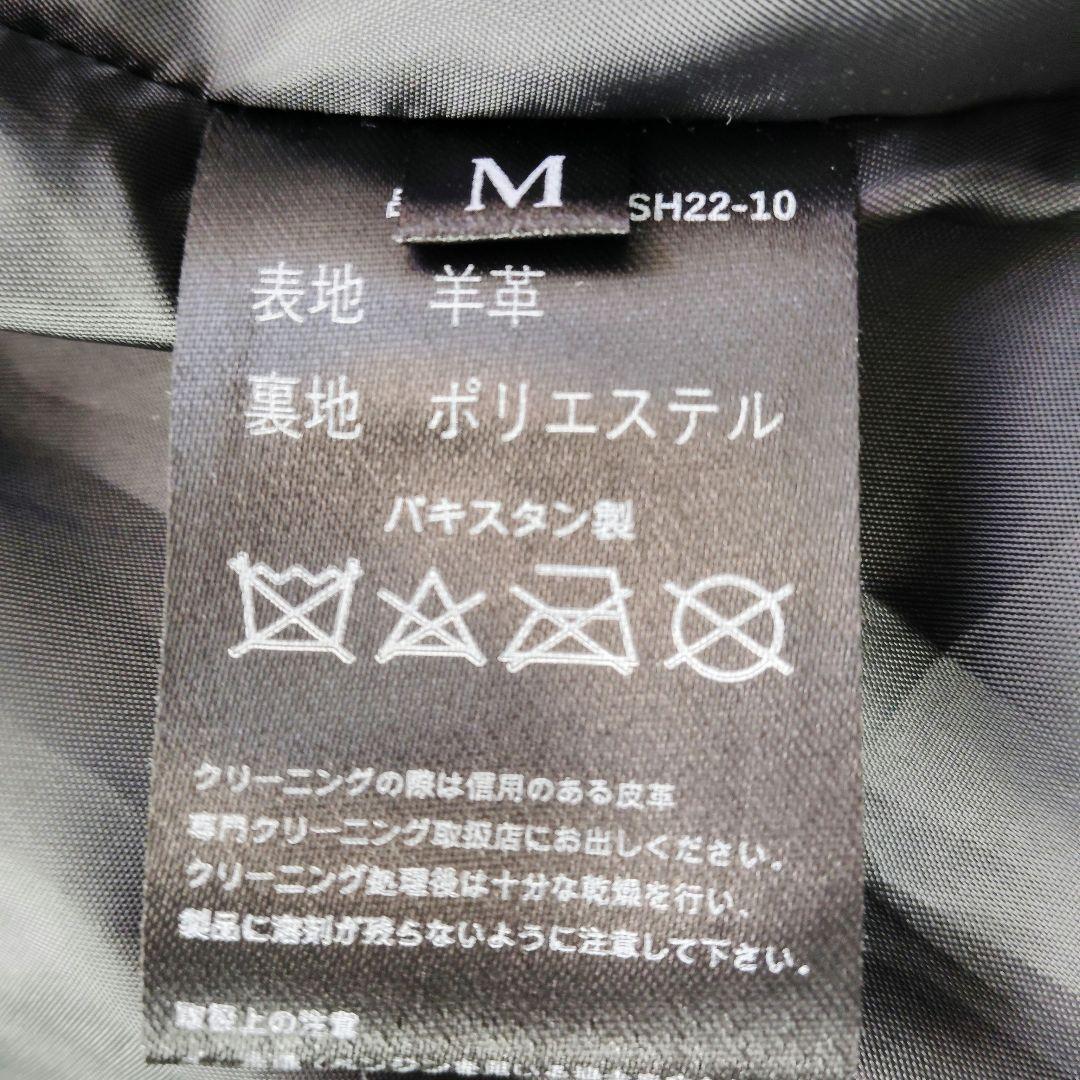 M
SH22-10
表地 羊革
裏地 ポリエステル
パキスタン製
クリーニングの際は信用のある皮革
専門クリーニング取扱店にお出しください。
クリーニング処理後は十分な乾燥を行い、
製品に溶剤が残らないように注意して下さい。
取扱上の注意